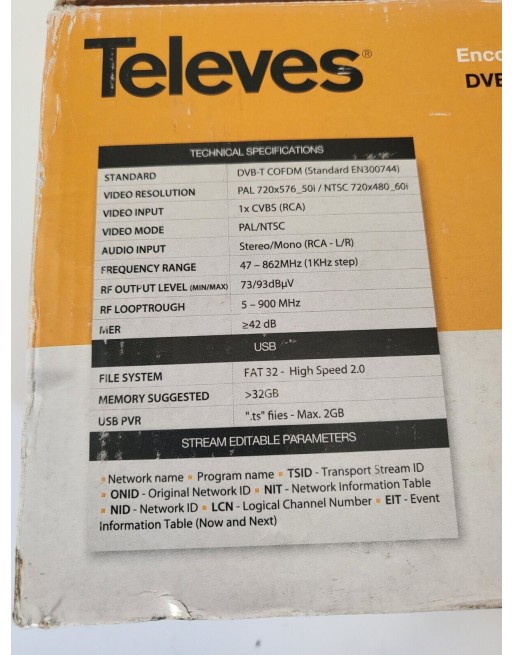 Televes®
Enco
DVB
TECHNICAL SPECIFICATIONS
STANDARD DVB-T COFDM (Standard EN300744)
VIDEO RESOLUTION PAL 720x576_50i / NTSC 720x480_60i
VIDEO INPUT 1x CVBS (RCA)
VIDEO MODE PAL/NTSC
AUDIO INPUT Stereo/Mono (RCA - L/R)
FREQUENCY RANGE 47 – 862MHz (1KHz step)
RF OUTPUT LEVEL (MIN/MAX) 73/93dBµV
RF LOOPTROUGH 5 – 900 MHz
MER ≥42 dB
USB
FILE SYSTEM FAT 32 - High Speed 2.0
MEMORY SUGGESTED >32GB
USB PVR ".ts" files - Max. 2GB
STREAM EDITABLE PARAMETERS
▪ Network name ▪ Program name ▪ TSID - Transport Stream ID
▪ ONID - Original Network ID ▪ NIT - Network Information Table
▪ NID - Network ID ▪ LCN - Logical Channel Number ▪ EIT - Event
Information Table (Now and Next)